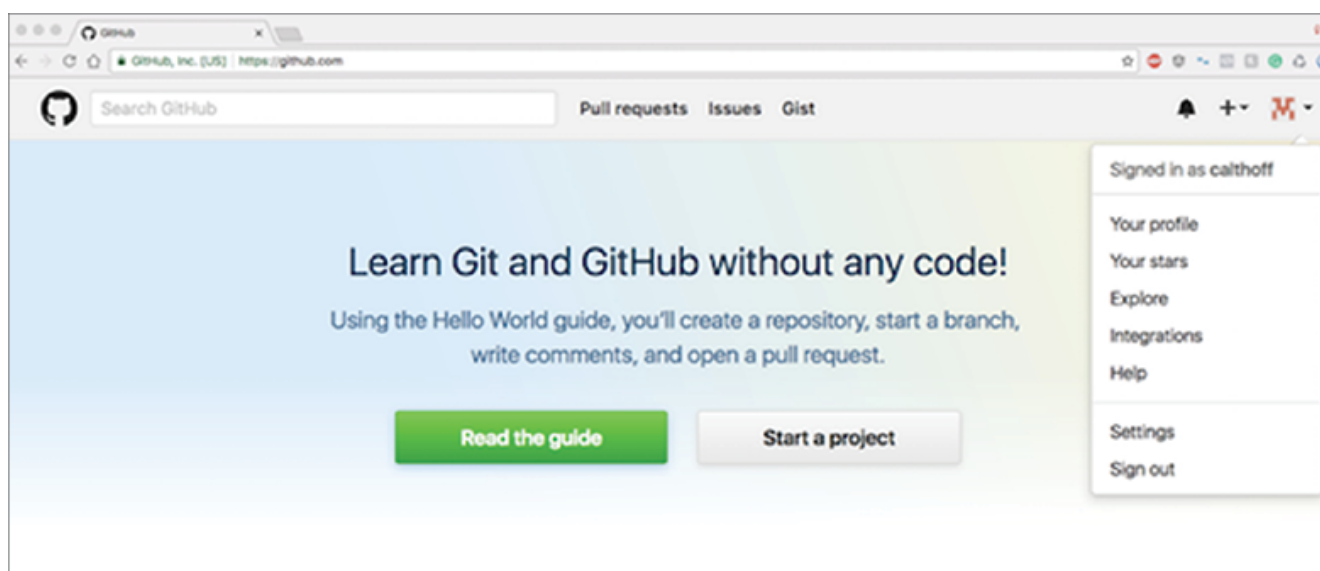 GitHub
GitHub, Inc. [US] https://github.com
Search GitHub
Pull requests Issues Gist
Signed in as calthoff
Your profile
Your stars
Explore
Integrations
Help
Settings
Sign out
Learn Git and GitHub without any code!
Using the Hello World guide, you'll create a repository, start a branch,
write comments, and open a pull request.
Read the guide
Start a project